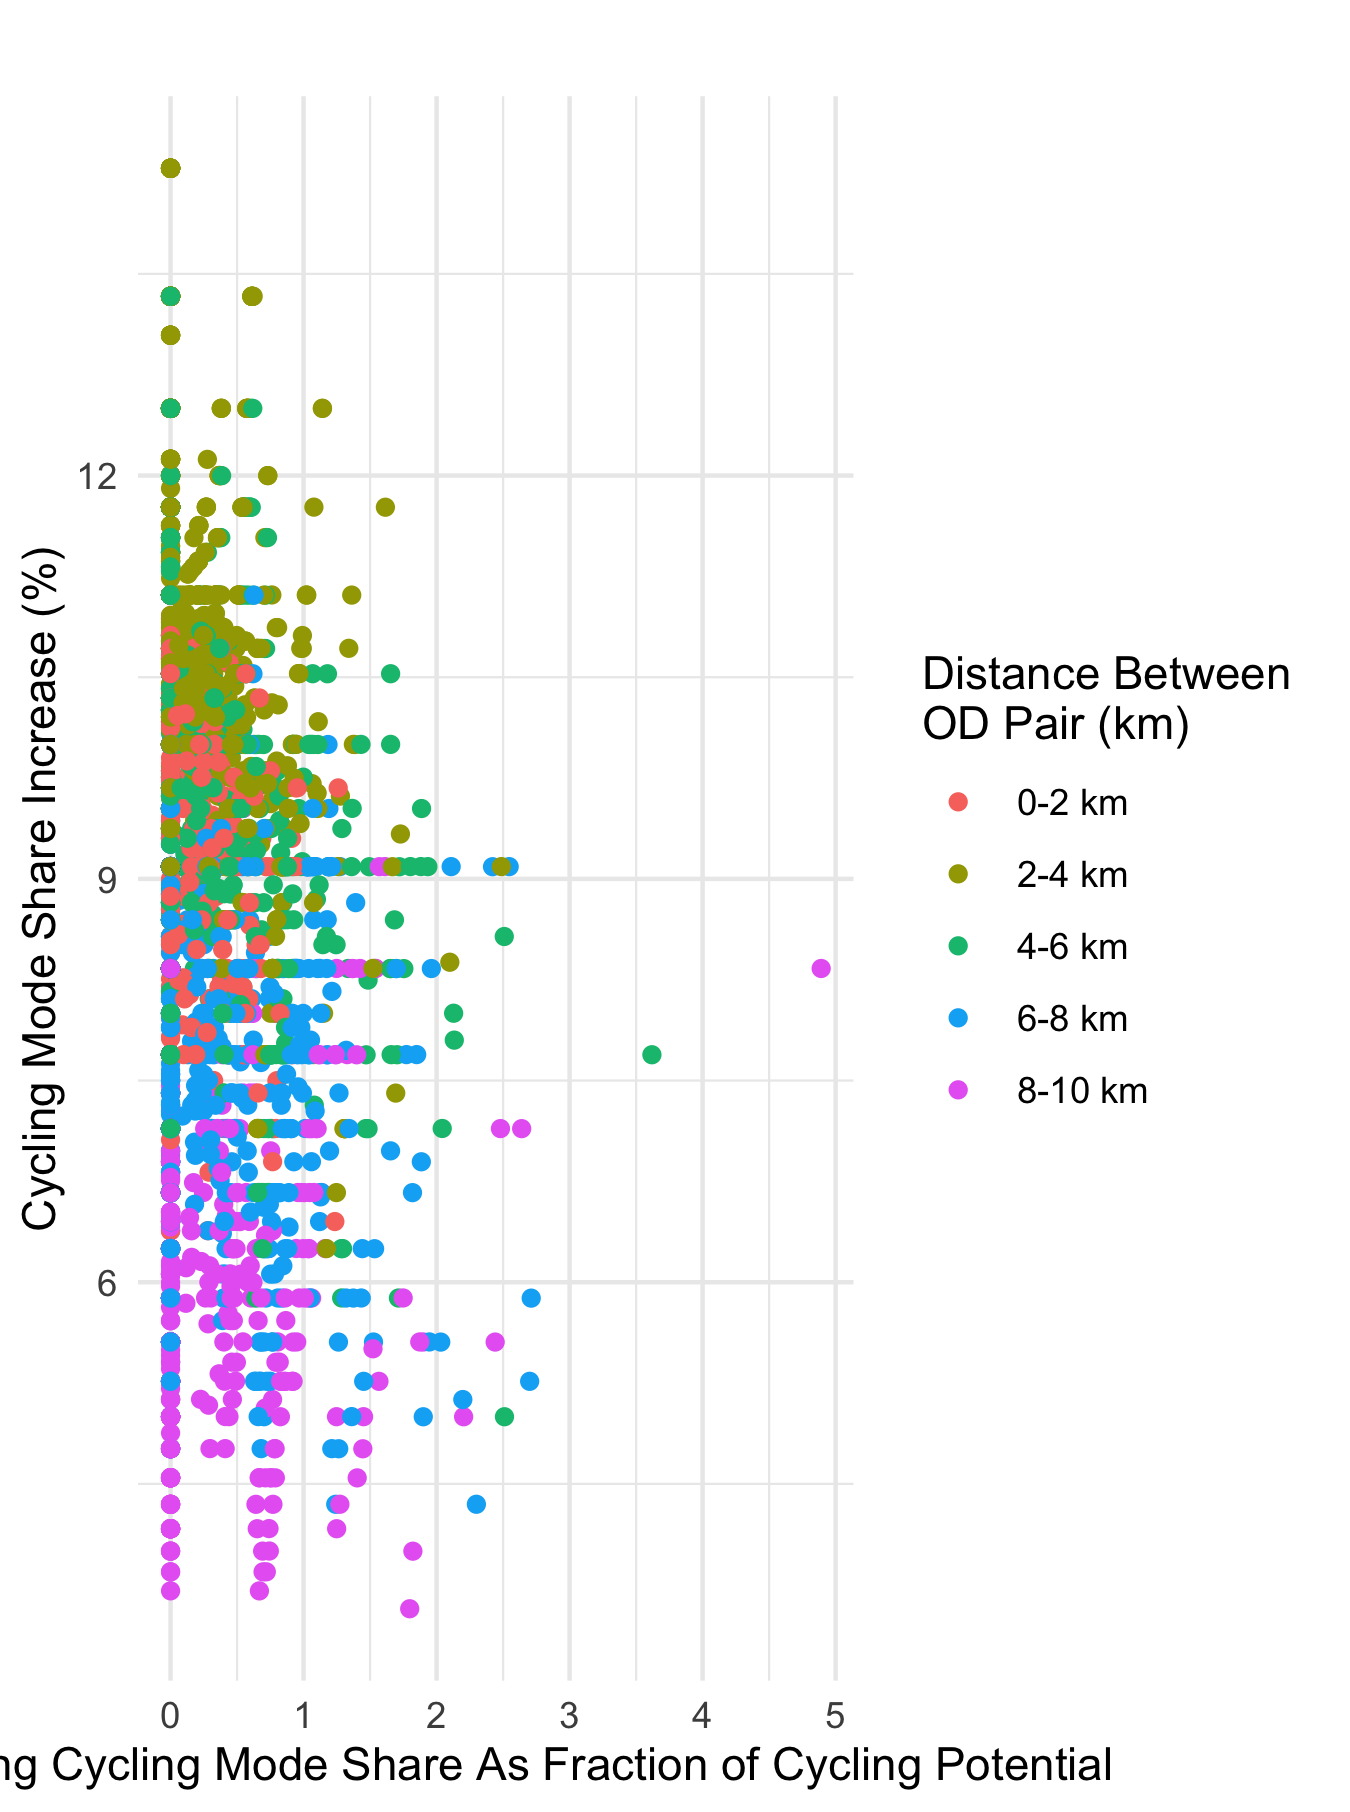 Cycling Mode Share Increase (%)
12
9
6
0 1 2 3 4 5
Cycling Mode Share As Fraction of Cycling Potential
Distance Between
OD Pair (km)
0-2 km
2-4 km
4-6 km
6-8 km
8-10 km